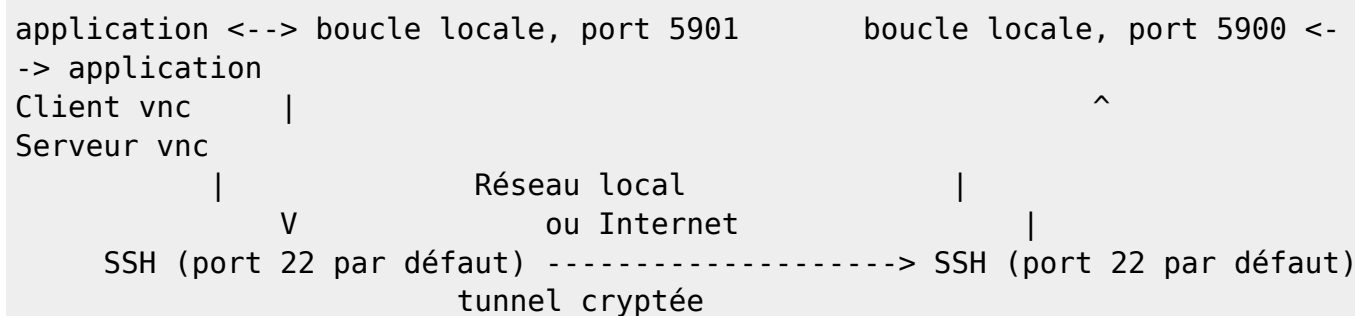 application <--> boucle locale, port 5901       boucle locale, port 5900 <-
-> application
Client vnc     |                                             ^
Serveur vnc
           |              Réseau local               |
               V              ou Internet                |
     SSH (port 22 par défaut) --------------------> SSH (port 22 par défaut)
                         tunnel cryptée